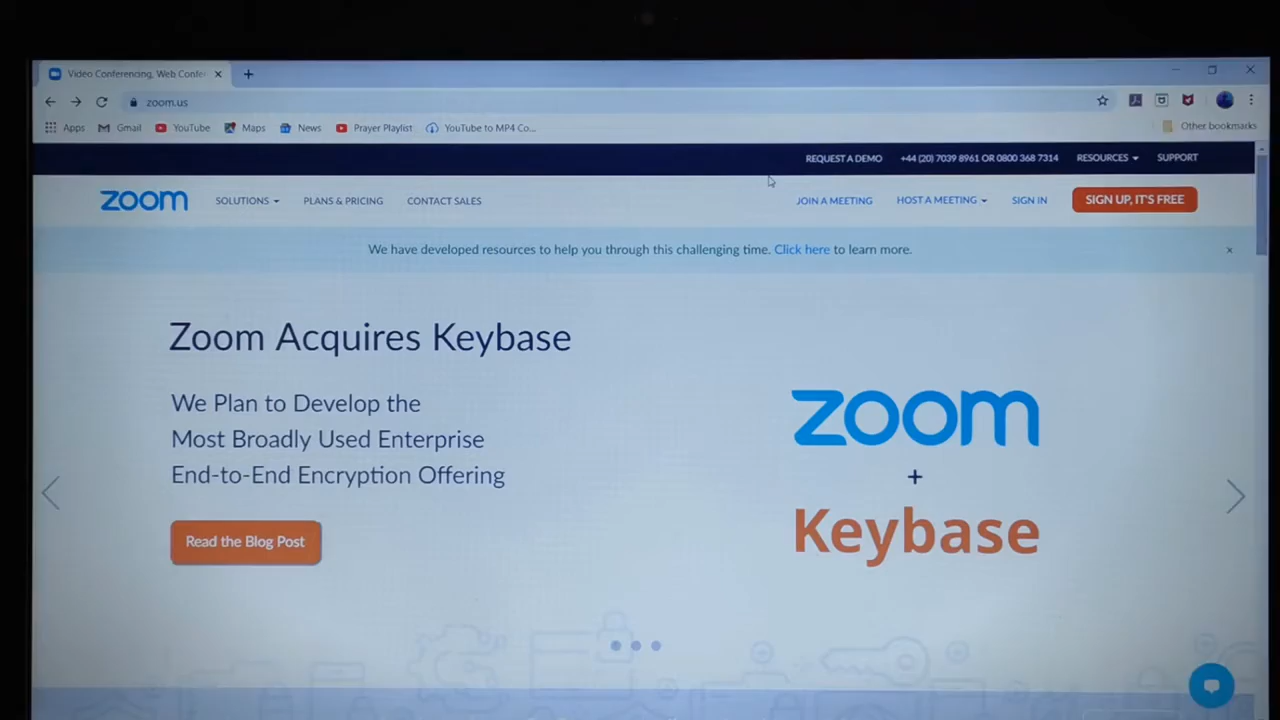 Video Conferencing, Web Confer
zoom.us
Apps Gmail YouTube Maps News Prayer Playlist YouTube to MP4 Co... Other bookmarks
REQUEST A DEMO +44 (20) 7039 8961 OR 0800 368 7314 RESOURCES SUPPORT
zoom SOLUTIONS PLANS & PRICING CONTACT SALES JOIN A MEETING HOST A MEETING SIGN IN SIGN UP, IT'S FREE
We have developed resources to help you through this challenging time. Click here to learn more.
Zoom Acquires Keybase
We Plan to Develop the
Most Broadly Used Enterprise
End-to-End Encryption Offering
Read the Blog Post
zoom
+
Keybase